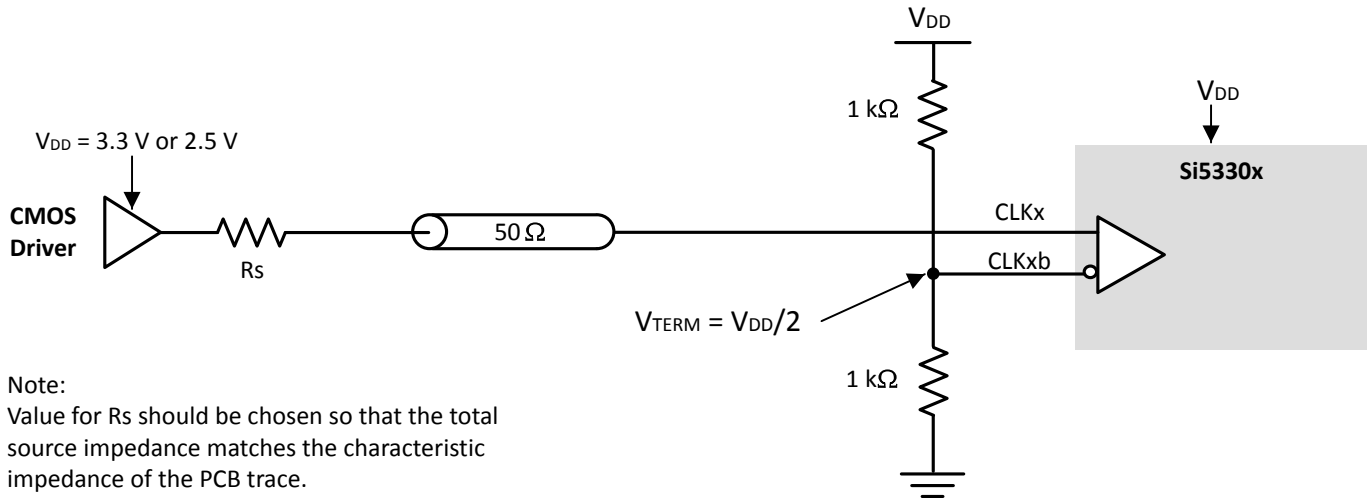 VDD
1 kΩ
VDD
VDD = 3.3 V or 2.5 V
Si5330x
CMOS
Driver
CLKx
50 Ω
Rs
CLKxb
VTERM = VDD/2
1 kΩ
Note:
Value for Rs should be chosen so that the total
source impedance matches the characteristic
impedance of the PCB trace.